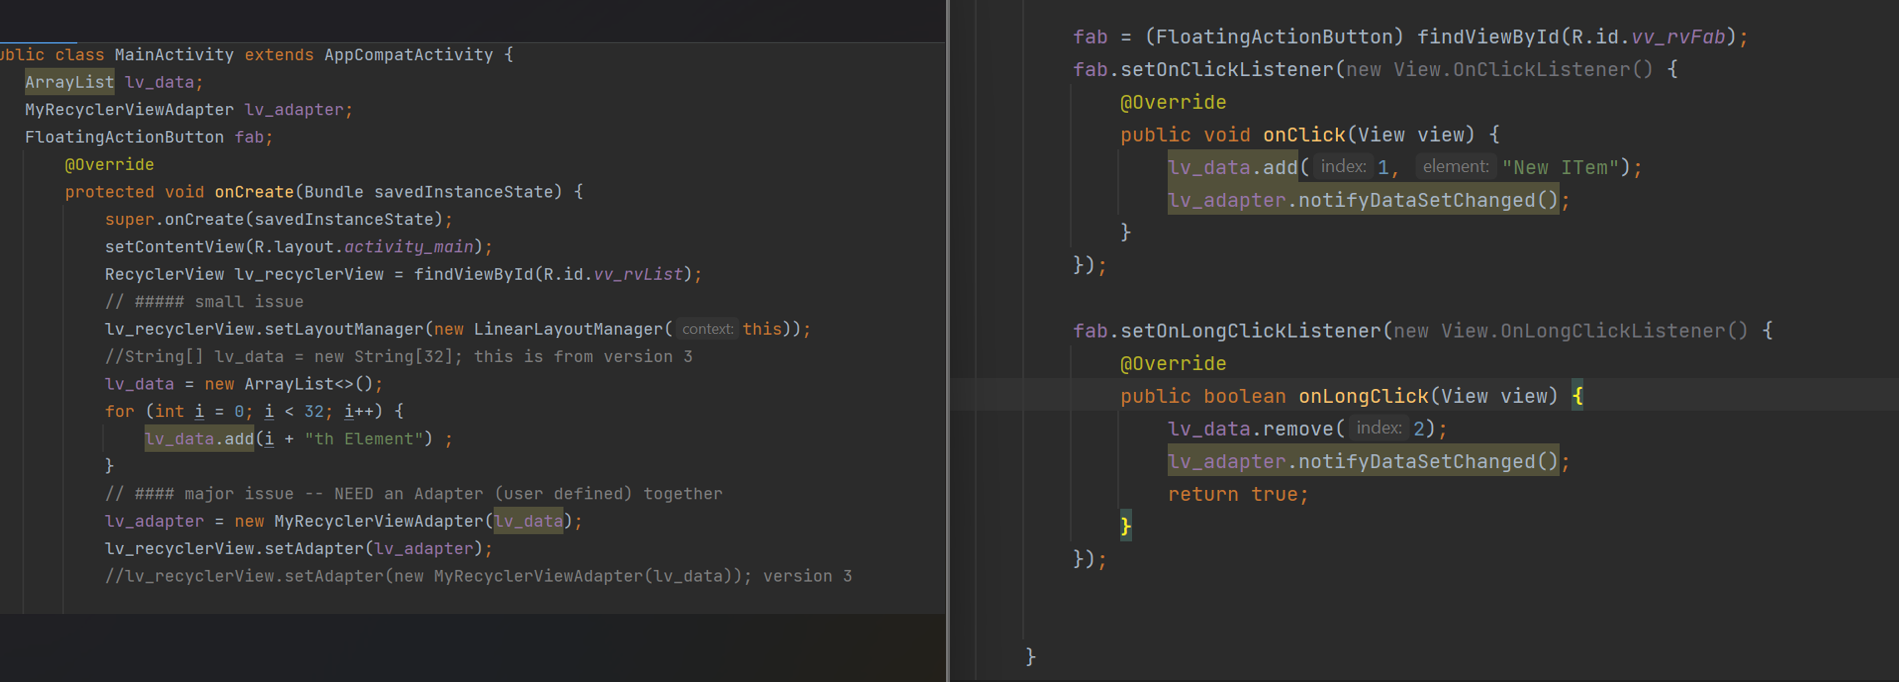 ublic class MainActivity extends AppCompatActivity {
ArrayList lv_data;
MyRecyclerViewAdapter lv_adapter;
FloatingActionButton fab;
@Override
protected void onCreate(Bundle savedInstanceState) {
super.onCreate(savedInstanceState);
setContentView(R.layout.activity_main);
RecyclerView lv_recyclerView = findViewById(R.id.vv_rvList);
// ##### small issue
lv_recyclerView.setLayoutManager(new LinearLayoutManager( context: this));
//String[] lv_data = new String[32]; this is from version 3
lv_data = new ArrayList<>();
for (int i = 0; i < 32; i++) {
lv_data.add(i + "th Element") ;
}
// #### major issue -- NEED an Adapter (user defined) together
lv_adapter = new MyRecyclerViewAdapter(lv_data);
lv_recyclerView.setAdapter(lv_adapter);
//lv_recyclerView.setAdapter(new MyRecyclerViewAdapter(lv_data)); version 3
fab = (FloatingActionButton) findViewById(R.id.vv_rvFab);
fab.setOnClickListener(new View.OnClickListener() {
@Override
public void onClick(View view) {
lv_data.add( index: 1, element: "New ITem");
lv_adapter.notifyDataSetChanged();
}
});
fab.setOnLongClickListener(new View.OnLongClickListener() {
@Override
public boolean onLongClick(View view) {
lv_data.remove( index: 2);
lv_adapter.notifyDataSetChanged();
return true;
}
});
}